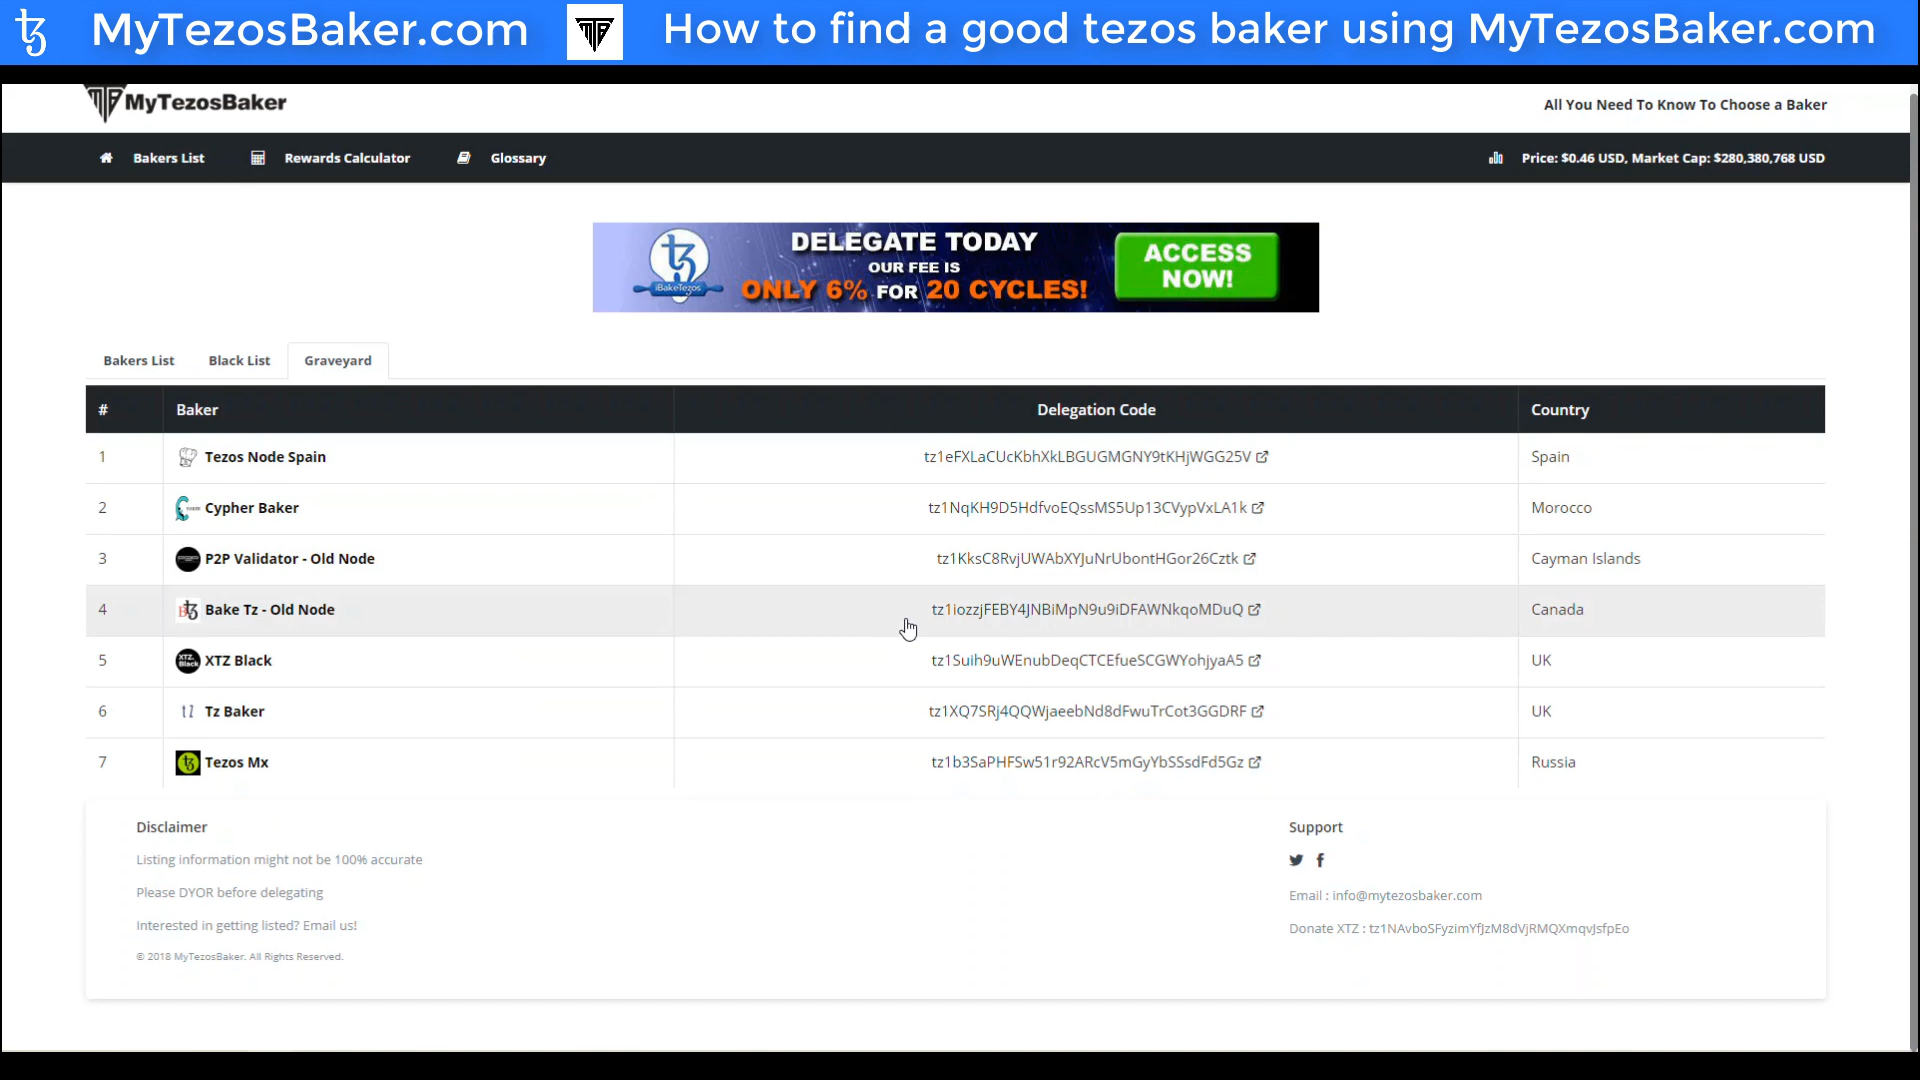 MyTezosBaker.com How to find a good tezos baker using MyTezosBaker.com
MyTezosBaker All You Need To Know To Choose a Baker
Bakers List Rewards Calculator Glossary Price: $0.46 USD, Market Cap: $280,380,768 USD
iBakeTezos
DELEGATE TODAY
OUR FEE IS
ONLY 6% FOR 20 CYCLES!
ACCESS
NOW!
Bakers List Black List Graveyard
# Baker Delegation Code Country
1 Tezos Node Spain tz1eFXLaCUcKbhXkLBGUGMGNY9tKHjWGG25V Spain
2 Cypher Baker tz1NqKH9D5HdfvoEQssMS5Up13CVypVxLA1k Morocco
3 P2P Validator - Old Node tz1KksC8RvjUWAbXYJuNrUbontHGor26Cztk Cayman Islands
4 Bake Tz - Old Node tz1iozzjFEBY4JNBiMpN9u9iDFAWNkqoMDuQ Canada
5 XTZ Black tz1Suih9uWEnubDeqCTCEfueSCGWYohjyaA5 UK
6 Tz Baker tz1XQ7SRj4QQWjaeebNd8dFwuTrCot3GGDRF UK
7 Tezos Mx tz1b3SaPHFSw51r92ARcV5mGyYbSSsdFd5Gz Russia
Disclaimer
Listing information might not be 100% accurate
Please DYOR before delegating
Interested in getting listed? Email us!
© 2018 MyTezosBaker. All Rights Reserved.
Support
Email : info@mytezosbaker.com
Donate XTZ : tz1NAvboSFyzimYfJzM8dVjRMQXmqvJsfpEo